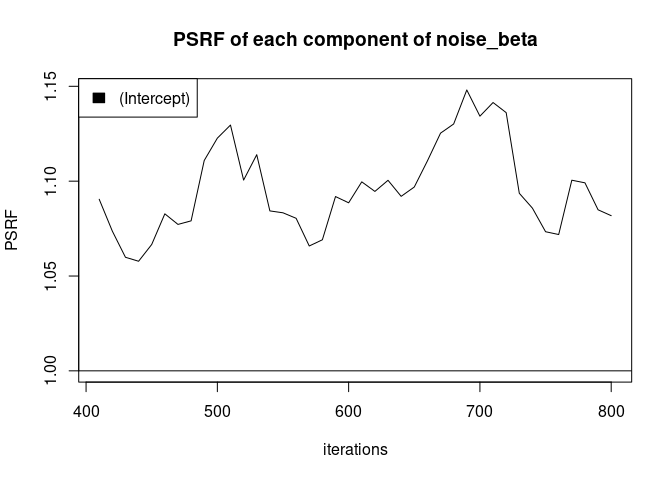 PSRF of each component of noise_beta
(Intercept)
PSRF
1.15
1.10
1.05
1.00
400 500 600 700 800
iterations